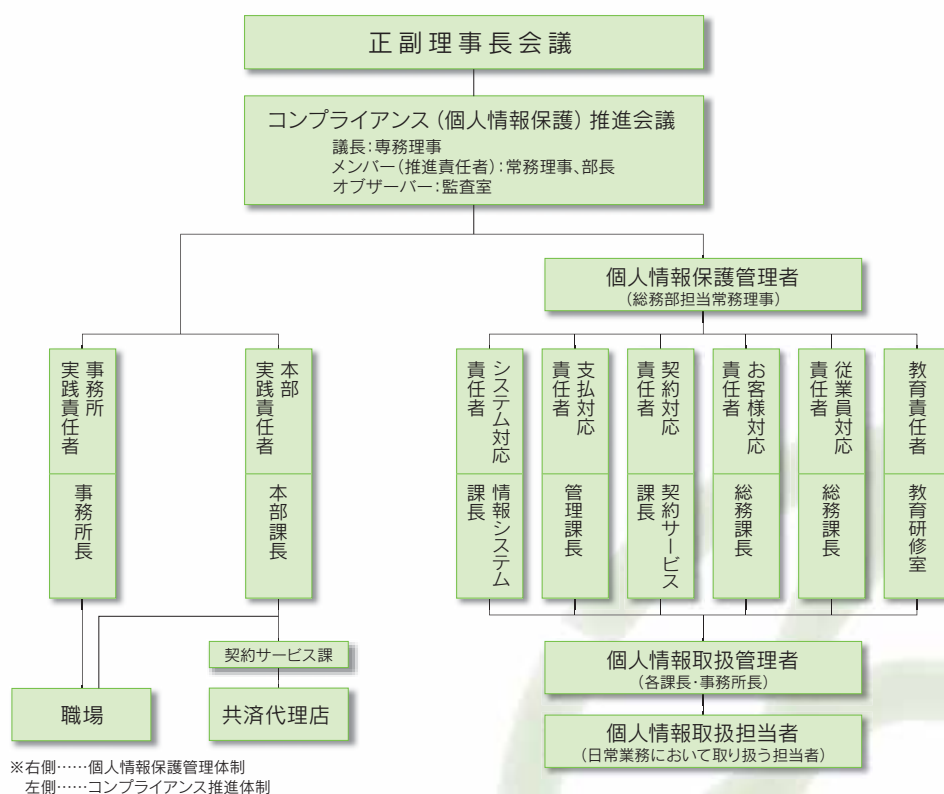 正副理事長会議
コンプライアンス(個人情報保護)推進会議
議長:専務理事
メンバー(推進責任者):常務理事、部長
オブザーバー:監査室
個人情報保護管理者
(総務部担当常務理事)
事務所
実践責任者
事務所長
本部
実践責任者
本部課長
システム対応
責任者
情報システム
課長
支払対応
責任者
管理課長
契約対応
責任者
契約サービス
課長
お客様対応
責任者
総務課長
従業員対応
責任者
総務課長
教育責任者
教育研修室
契約サービス課
職場
共済代理店
個人情報取扱管理者
(各課長・事務所長)
個人情報取扱担当者
(日常業務において取り扱う担当者)
※右側……個人情報保護管理体制
左側……コンプライアンス推進体制